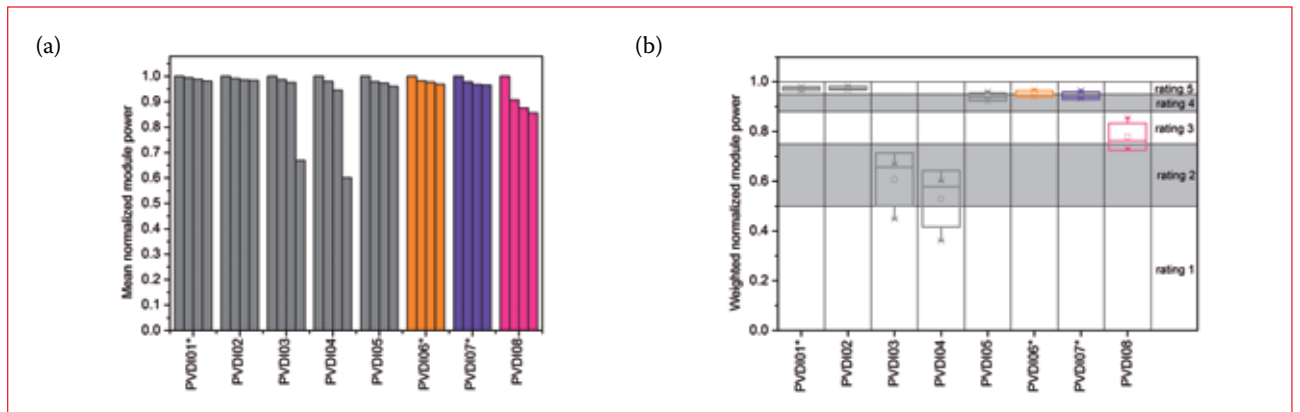 (a)
(b)
Mean normalized module power
1.0
0.9
0.8
0.7
0.6
0.5
0.4
0.3
0.2
0.1
0.0
PVDI01*
PVDI02
PVDI03
PVDI04
PVDI05
PVDI06*
PVDI07*
PVDI08
Weighted normalized module power
1.0
0.8
0.6
0.4
0.2
0.0
rating 5
rating 4
rating 3
rating 2
rating 1
PVDI01*
PVDI02
PVDI03
PVDI04
PVDI05
PVDI06*
PVDI07*
PVDI08